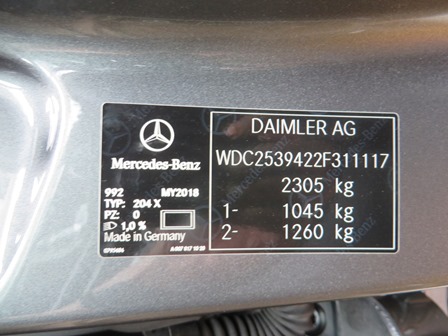 Mercedes-Benz
992 MY2018
TYP: 204 X
PZ: 0
1,0 %
Made in Germany
DAIMLER AG
WDC2539422F311117
2305 kg
1- 1045 kg
2- 1260 kg